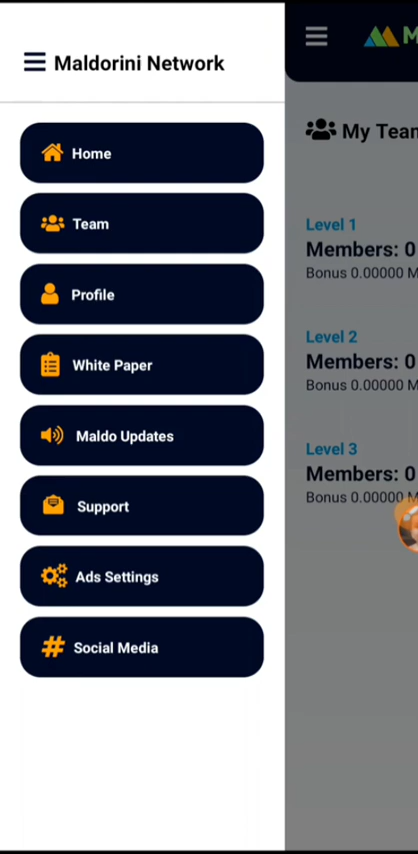 Maldorini Network
Home
Team
Profile
White Paper
Maldo Updates
Support
Ads Settings
Social Media
M
My Tear
Level 1
Members: 0
Bonus 0.00000 M
Level 2
Members: 0
Bonus 0.00000 M
Level 3
Members: 0
Bonus 0.00000 M